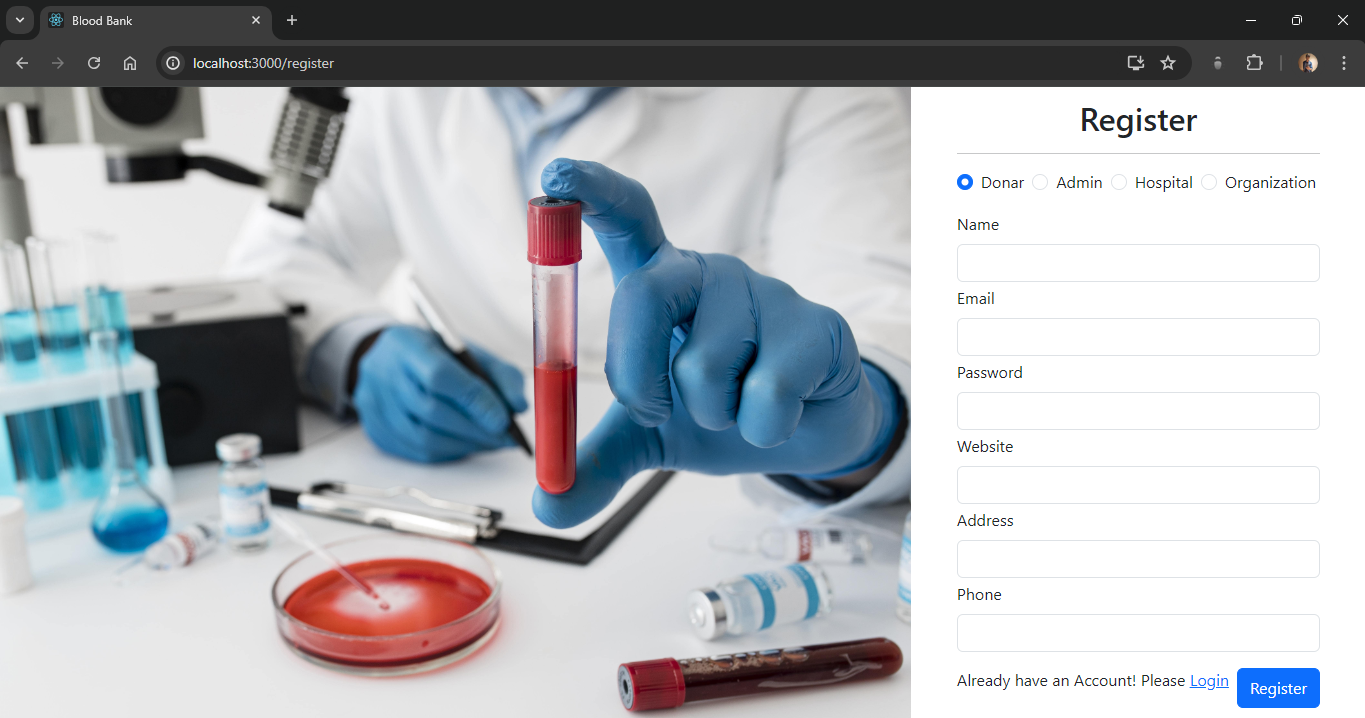 Blood Bank
localhost:3000/register
Register
Donar Admin Hospital Organization
Name
Email
Password
Website
Address
Phone
Already have an Account! Please Login Register